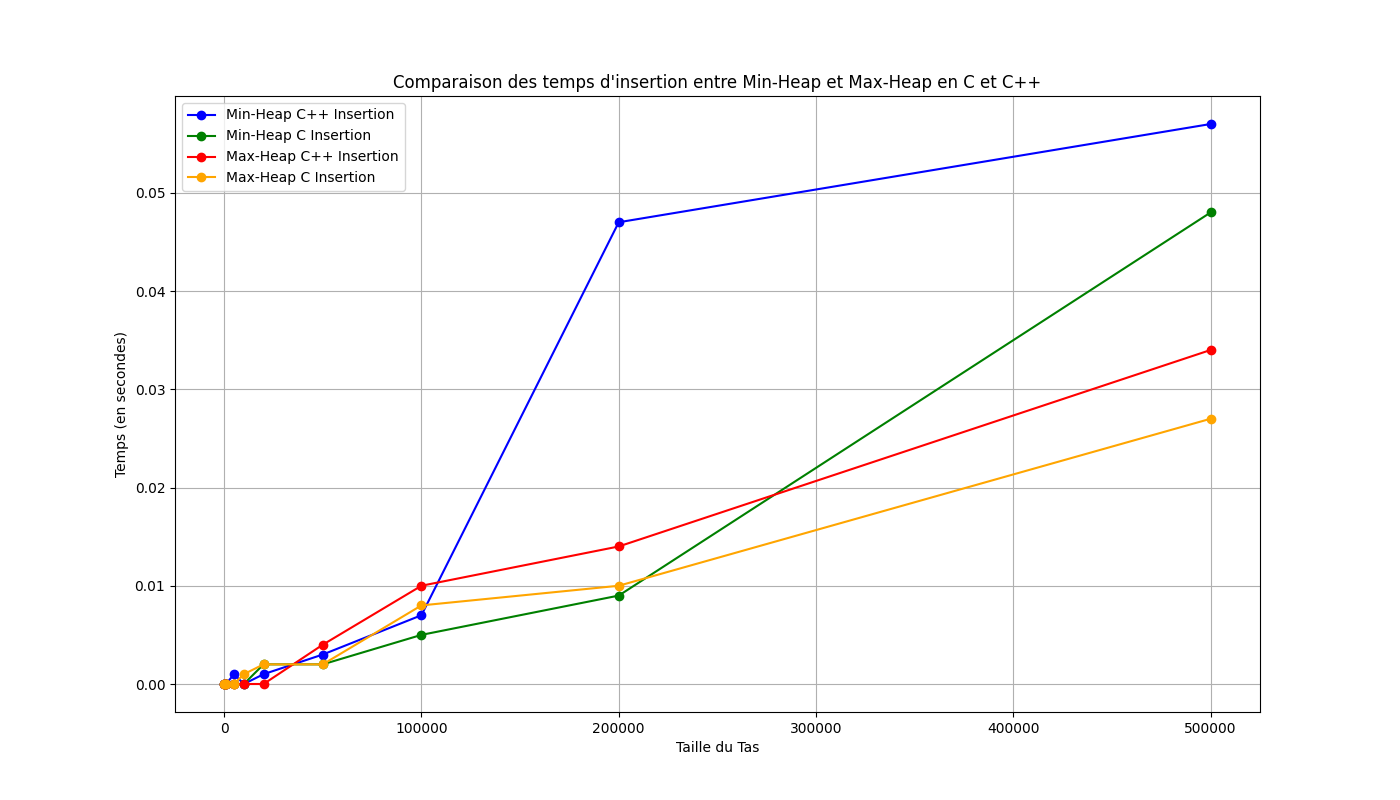 Comparaison des temps d'insertion entre Min-Heap et Max-Heap en C et C++
Min-Heap C++ Insertion
Min-Heap C Insertion
Max-Heap C++ Insertion
Max-Heap C Insertion
0.05
0.04
0.03
0.02
0.01
0.00
Temps (en secondes)
0
100000
200000
300000
400000
500000
Taille du Tas